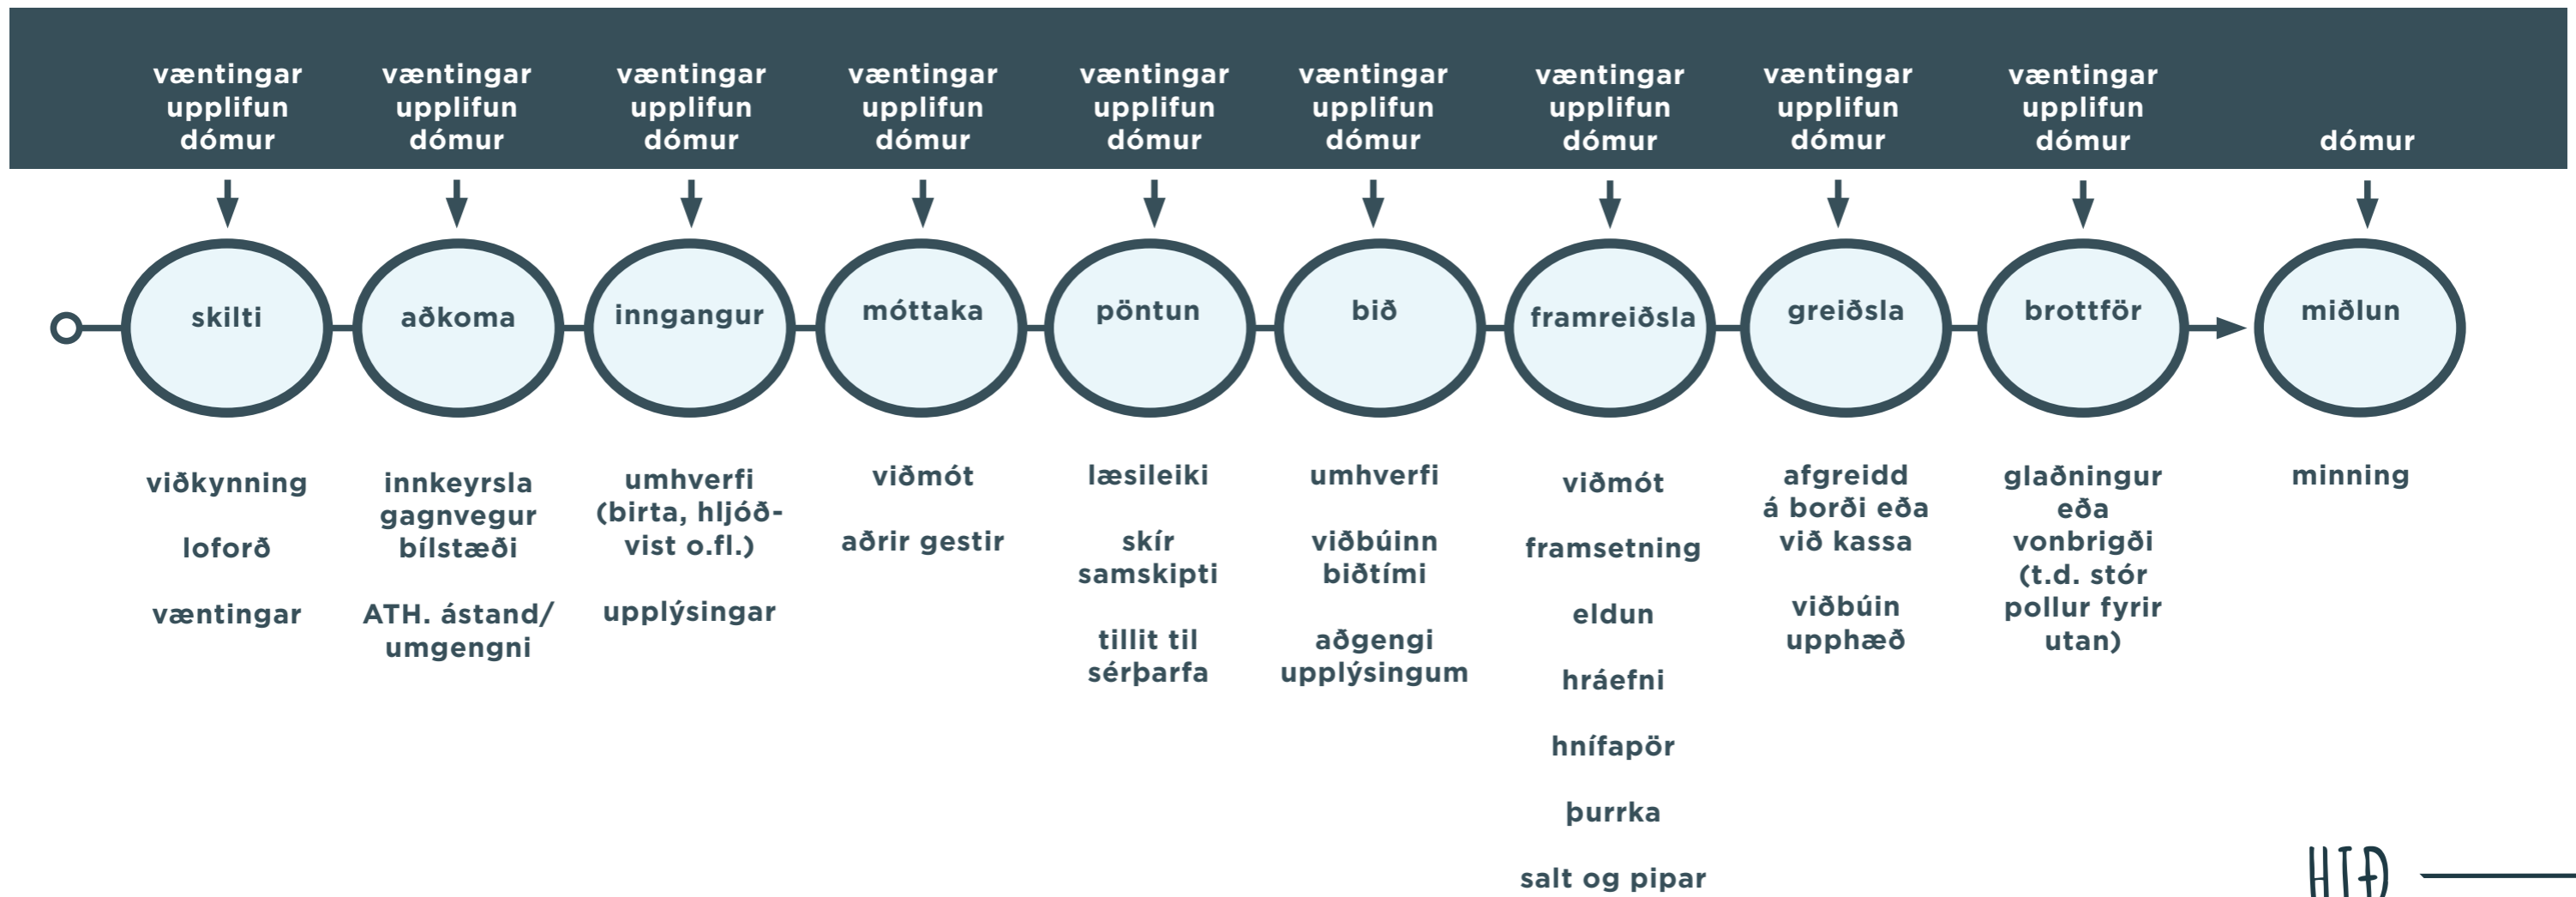 væntingar
upplifun
dómur
væntingar
upplifun
dómur
væntingar
upplifun
dómur
væntingar
upplifun
dómur
væntingar
upplifun
dómur
væntingar
upplifun
dómur
væntingar
upplifun
dómur
væntingar
upplifun
dómur
væntingar
upplifun
dómur
dómur
skilti
aðkoma
inngangur
móttaka
pöntun
bið
framreiðsla
greiðsla
brottför
miðlun
viðkynning
loforð
væntingar
innkeyrsla
gagnvegur
bílstæði
ATH. ástand/
umgengni
umhverfi
(birta, hljóð-
vist o.fl.)
upplýsingar
viðmót
aðrir gestir
læsileiki
skír
samskipti
tillit til
sérþarfa
umhverfi
viðbúinn
biðtími
aðgengi
upplýsingum
viðmót
framsetning
eldun
hráefni
hnífapör
þurrka
salt og pipar
afgreidd
á borði eða
við kassa
viðbúin
upphæð
glaðningur
eða
vonbrigði
(t.d. stór
pollur fyrir
utan)
minning
HIÐ